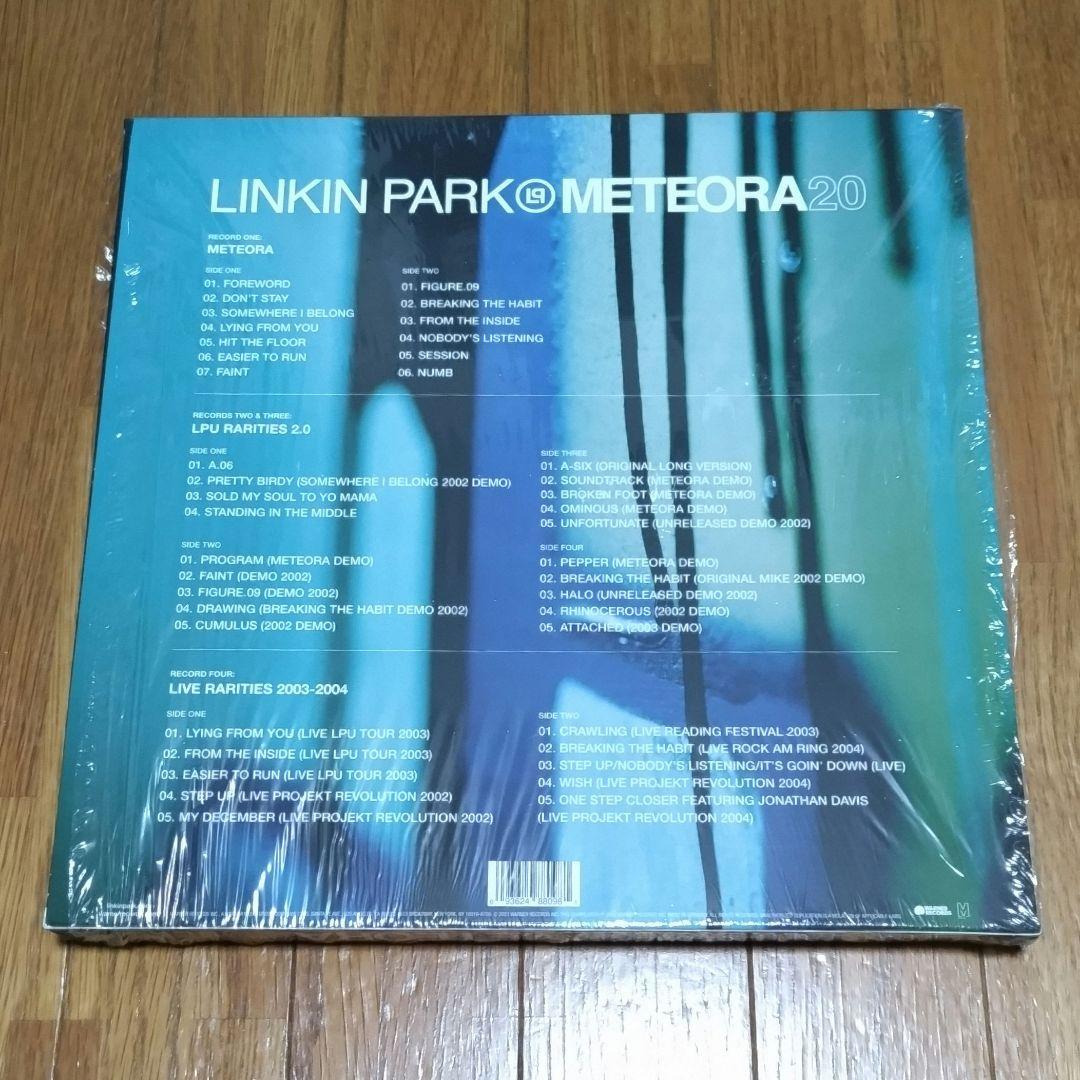 LINKIN PARK LP METEORA20
RECORD ONE:
METEORA
SIDE ONE
01. FOREWORD
02. DON'T STAY
03. SOMEWHERE I BELONG
04. LYING FROM YOU
05. HIT THE FLOOR
06. EASIER TO RUN
07. FAINT
SIDE TWO
01. FIGURE.09
02. BREAKING THE HABIT
03. FROM THE INSIDE
04. NOBODY'S LISTENING
05. SESSION
06. NUMB
RECORDS TWO & THREE:
LPU RARITIES 2.0
SIDE ONE
01. A.06
02. PRETTY BIRDY (SOMEWHERE I BELONG 2002 DEMO)
03. SOLD MY SOUL TO YO MAMA
04. STANDING IN THE MIDDLE
SIDE TWO
01. PROGRAM (METEORA DEMO)
02. FAINT (DEMO 2002)
03. FIGURE.09 (DEMO 2002)
04. DRAWING (BREAKING THE HABIT DEMO 2002)
05. CUMULUS (2002 DEMO)
SIDE THREE
01. A-SIX (ORIGINAL LONG VERSION)
02. SOUNDTRACK (METEORA DEMO)
03. BROKEN FOOT (METEORA DEMO)
04. OMINOUS (METEORA DEMO)
05. UNFORTUNATE (UNRELEASED DEMO 2002)
SIDE FOUR
01. PEPPER (METEORA DEMO)
02. BREAKING THE HABIT (ORIGINAL MIKE 2002 DEMO)
03. HALO (UNRELEASED DEMO 2002)
04. RHINOCEROUS (2002 DEMO)
05. ATTACHED (2003 DEMO)
RECORD FOUR:
LIVE RARITIES 2003-2004
SIDE ONE
01. LYING FROM YOU (LIVE LPU TOUR 2003)
02. FROM THE INSIDE (LIVE LPU TOUR 2003)
03. EASIER TO RUN (LIVE LPU TOUR 2003)
04. STEP UP (LIVE PROJEKT REVOLUTION 2002)
05. MY DECEMBER (LIVE PROJEKT REVOLUTION 2002)
SIDE TWO
01. CRAWLING (LIVE READING FESTIVAL 2003)
02. BREAKING THE HABIT (LIVE ROCK AM RING 2004)
03. STEP UP/NOBODY'S LISTENING/IT'S GOIN' DOWN (LIVE)
04. WISH (LIVE PROJEKT REVOLUTION 2004)
05. ONE STEP CLOSER FEATURING JONATHAN DAVIS
(LIVE PROJEKT REVOLUTION 2004)
93624 88098
WARNER
RECORDS